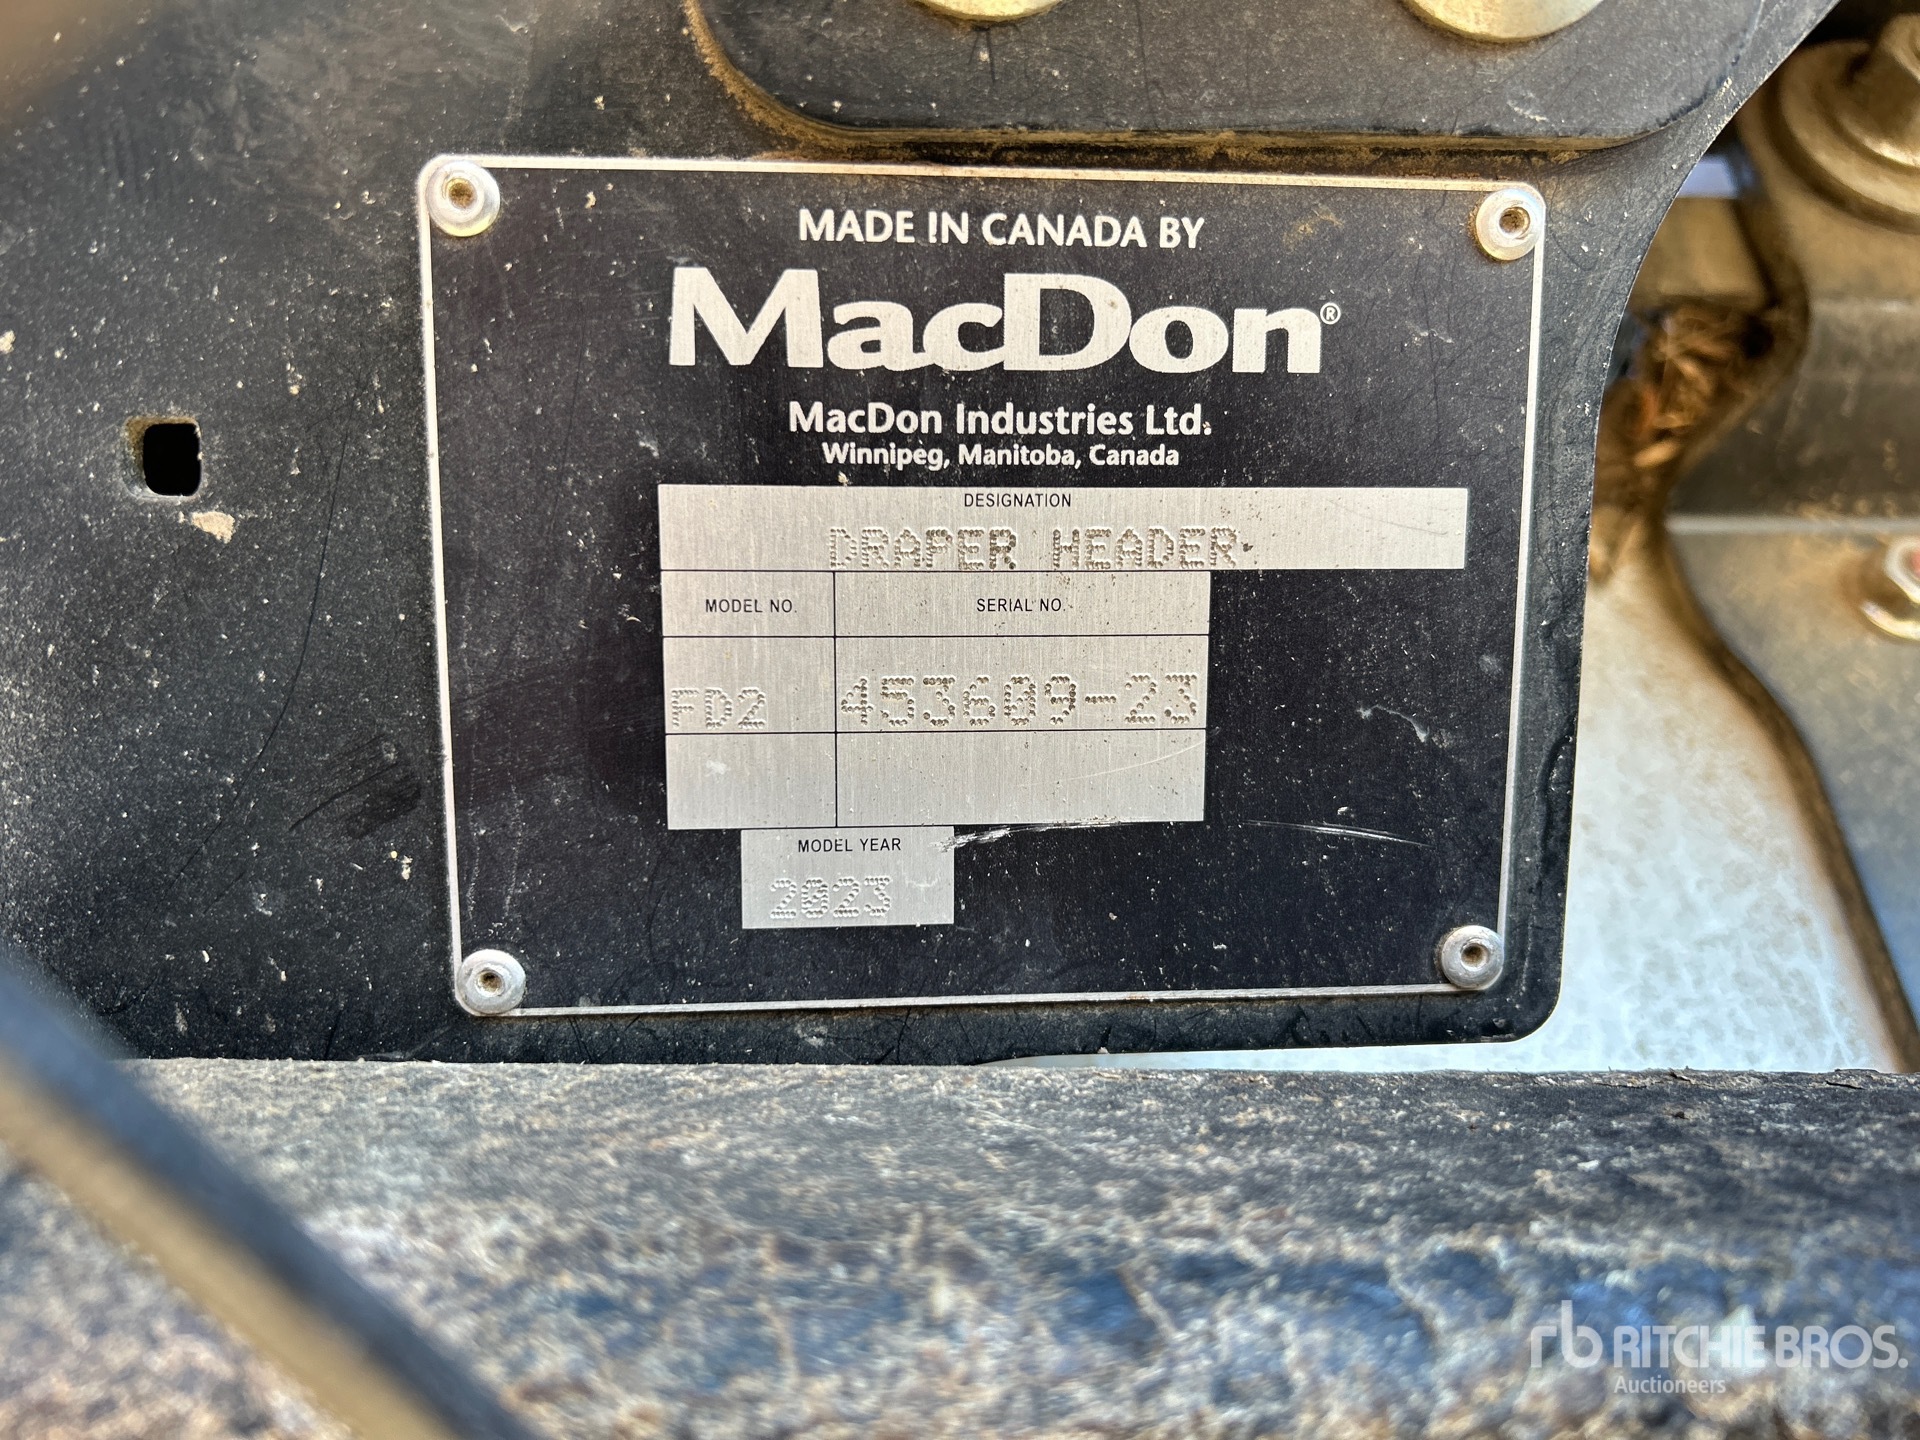 MADE IN CANADA BY
MacDon®
MacDon Industries Ltd.
Winnipeg, Manitoba, Canada
DESIGNATION
DRAPER HEADER
MODEL NO. SERIAL NO.
FD2 453609-23
MODEL YEAR
2023
rb RITCHIE BROS.
Auctioneers